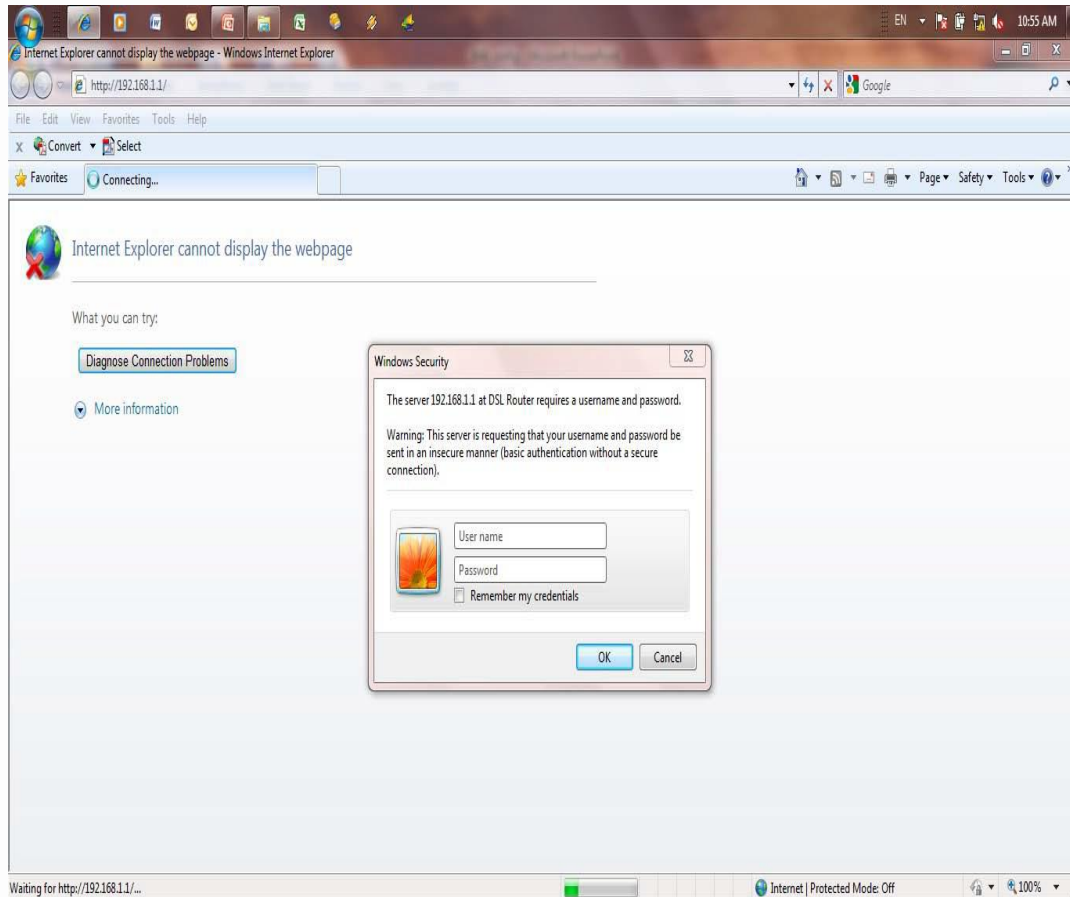 EN
10:55 AM
Internet Explorer cannot display the webpage - Windows Internet Explorer
http://192.168.1.1/
Google
File Edit View Favorites Tools Help
x Convert Select
Favorites
Connecting...
Page Safety Tools
Internet Explorer cannot display the webpage
What you can try:
Diagnose Connection Problems
More information
Windows Security
The server 192.168.1.1 at DSL Router requires a username and password.
Warning: This server is requesting that your username and password be
sent in an insecure manner (basic authentication without a secure
connection).
User name
Password
Remember my credentials
OK
Cancel
Waiting for http://192.168.1.1/...
Internet | Protected Mode: Off
100%